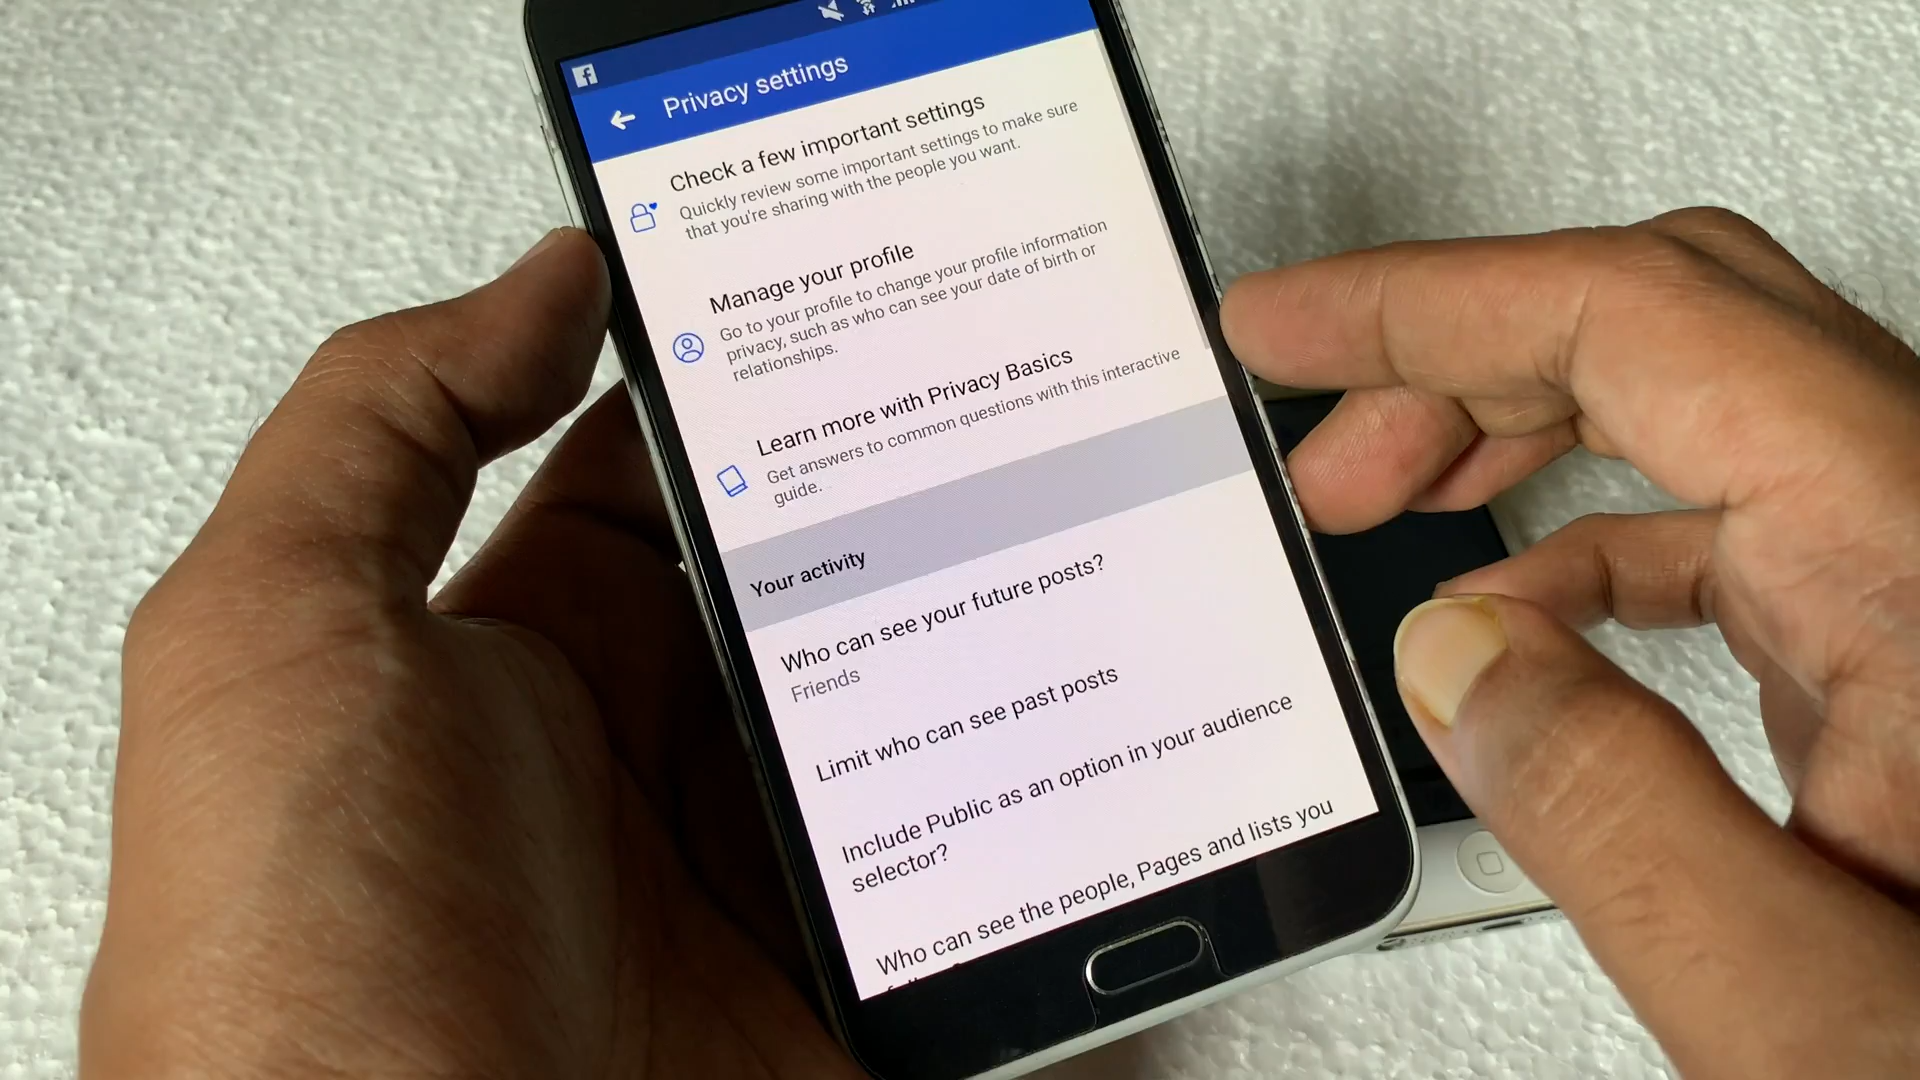 f
Privacy settings
Check a few important settings
Quickly review some important settings to make sure
that you're sharing with the people you want.
Manage your profile
Go to your profile to change your profile information
privacy, such as who can see your date of birth or
relationships.
Learn more with Privacy Basics
Get answers to common questions with this interactive
guide.
Your activity
Who can see your future posts?
Friends
Limit who can see past posts
Include Public as an option in your audience
selector?
Who can see the people, Pages and lists you